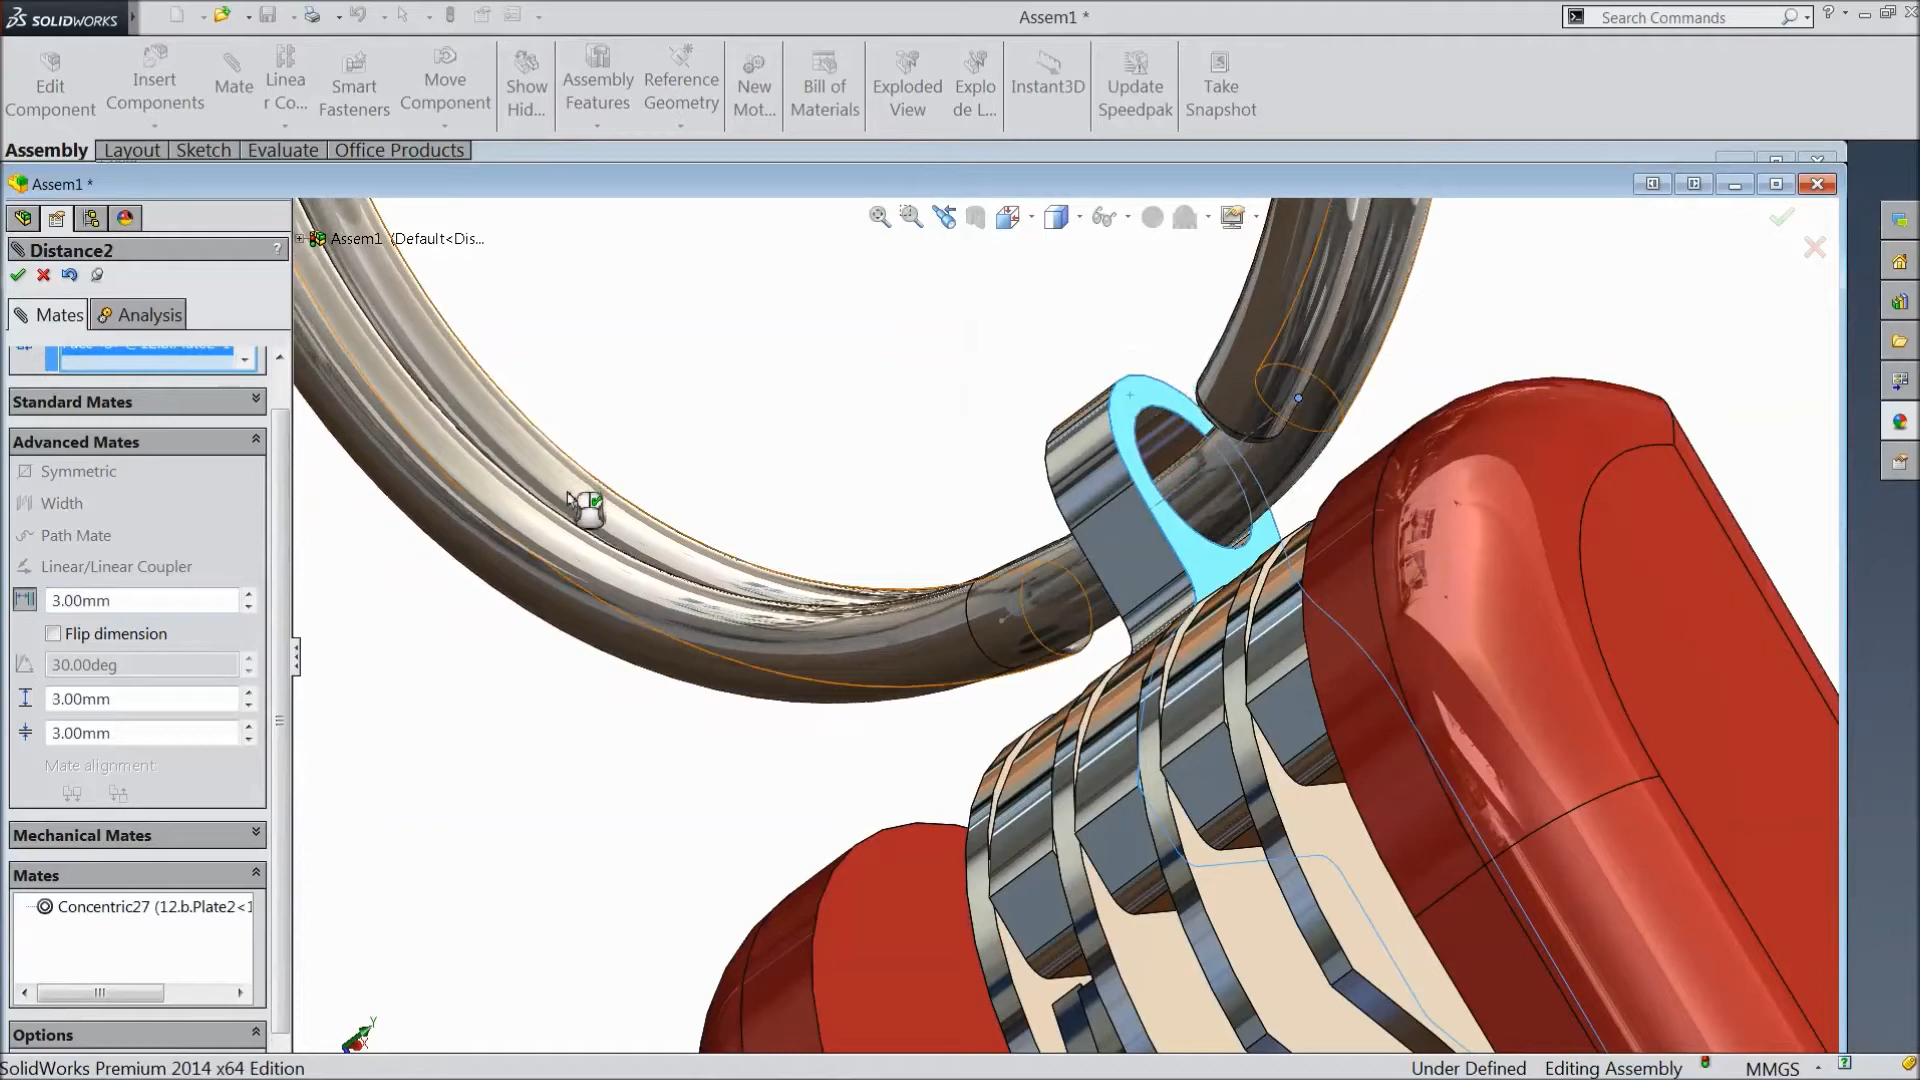 SOLIDWORKS
Assem1 *
Search Commands
Edit
Component
Insert
Components
Mate
Linea
r Co...
Smart
Fasteners
Move
Component
Show
Hid...
Assembly
Features
Reference
Geometry
New
Mot...
Bill of
Materials
Exploded
View
Explo
de L...
Instant3D
Update
Speedpak
Take
Snapshot
Assembly
Layout
Sketch
Evaluate
Office Products
Assem1 *
Assem1 (Default<Dis...
Distance2
?
Mates
Analysis
Standard Mates
Advanced Mates
Symmetric
Width
Path Mate
Linear/Linear Coupler
3.00mm
Flip dimension
30.00deg
3.00mm
3.00mm
Mate alignment:
Mechanical Mates
Mates
Concentric27 (12.b.Plate2<1
Options
Y
SolidWorks Premium 2014 x64 Edition
Under Defined
Editing Assembly
MMGS